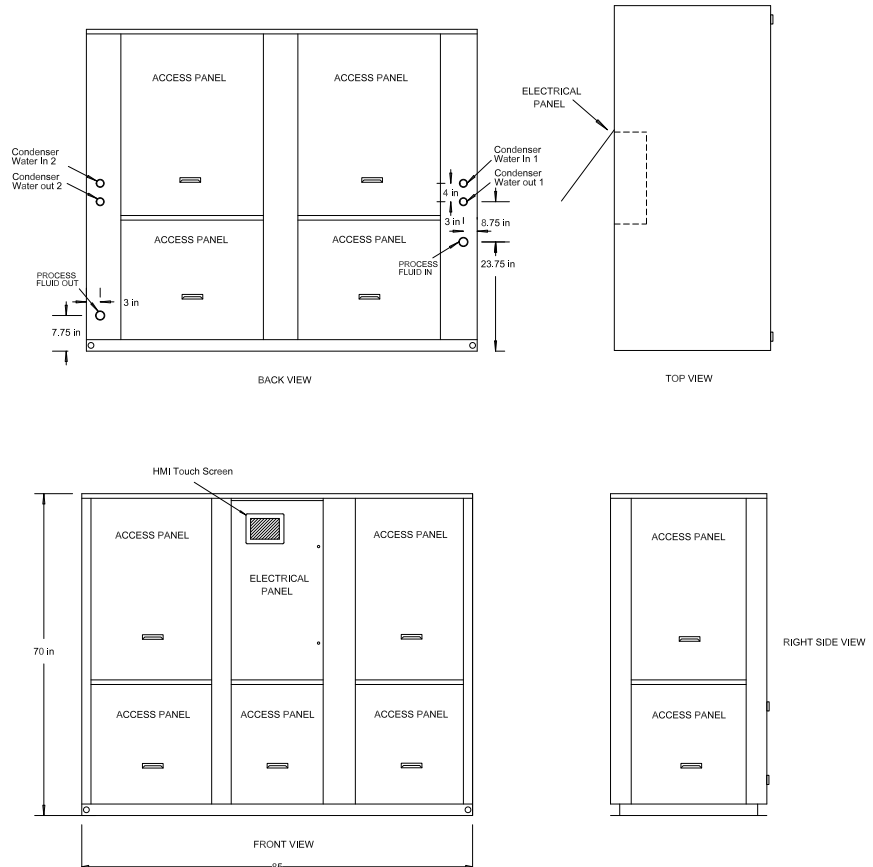 ACCESS PANEL
ACCESS PANEL
ELECTRICAL
PANEL
Condenser
Water In 2
Condenser
Water out 2
Condenser
Water In 1
Condenser
Water out 1
4 in
3 in
8.75 in
ACCESS PANEL
ACCESS PANEL
PROCESS
FLUID IN
23.75 in
PROCESS
FLUID OUT
3 in
7.75 in
BACK VIEW
TOP VIEW
HMI Touch Screen
ACCESS PANEL
ELECTRICAL
PANEL
ACCESS PANEL
ACCESS PANEL
70 in
RIGHT SIDE VIEW
ACCESS PANEL
ACCESS PANEL
ACCESS PANEL
ACCESS PANEL
FRONT VIEW